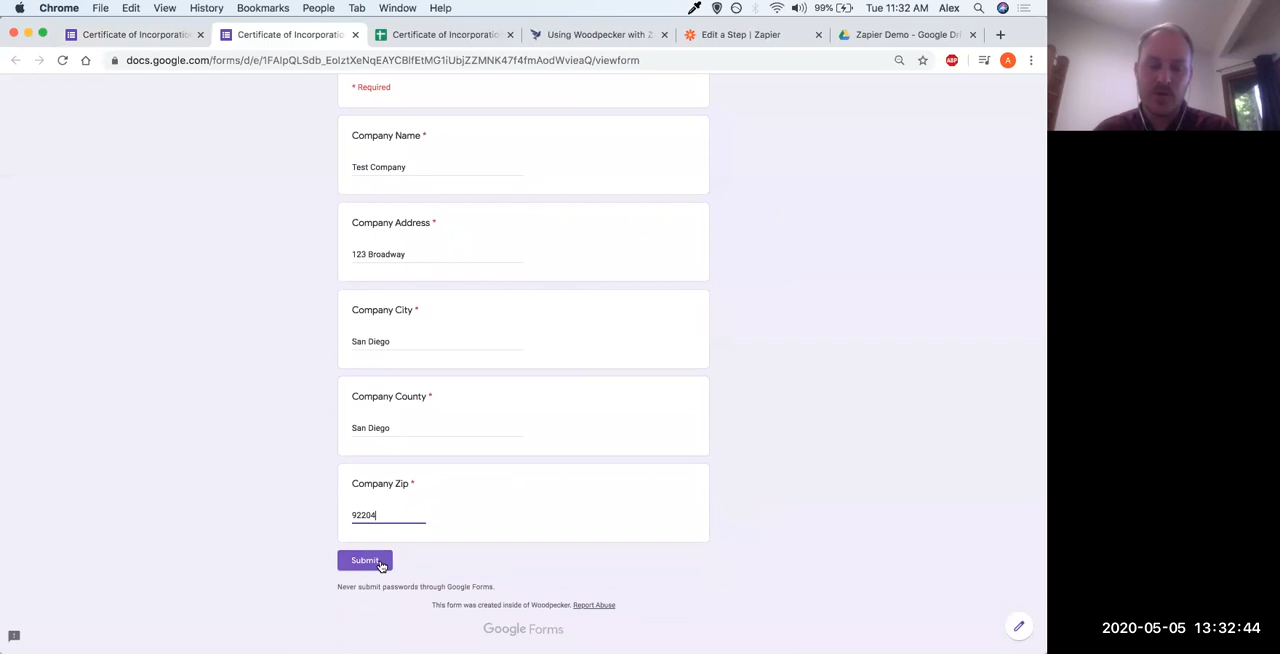 Chrome File Edit View History Bookmarks People Tab Window Help 99% Tue 11:32 AM Alex
Certificate of Incorporatio Certificate of Incorporatio Certificate of Incorporatio Using Woodpecker with Z Edit a Step | Zapier Zapier Demo - Google Dri
docs.google.com/forms/d/e/1FAIpQLSdb_EoIztXeNqEAYCBlfEtMG1iUbjZZMNK47f4fmAodWvieaQ/viewform ABP A
* Required
Company Name *
Test Company
Company Address *
123 Broadway
Company City *
San Diego
Company County *
San Diego
Company Zip *
92204
Submit
Never submit passwords through Google Forms.
This form was created inside of Woodpecker. Report Abuse
Google Forms
2020-05-05 13:32:44